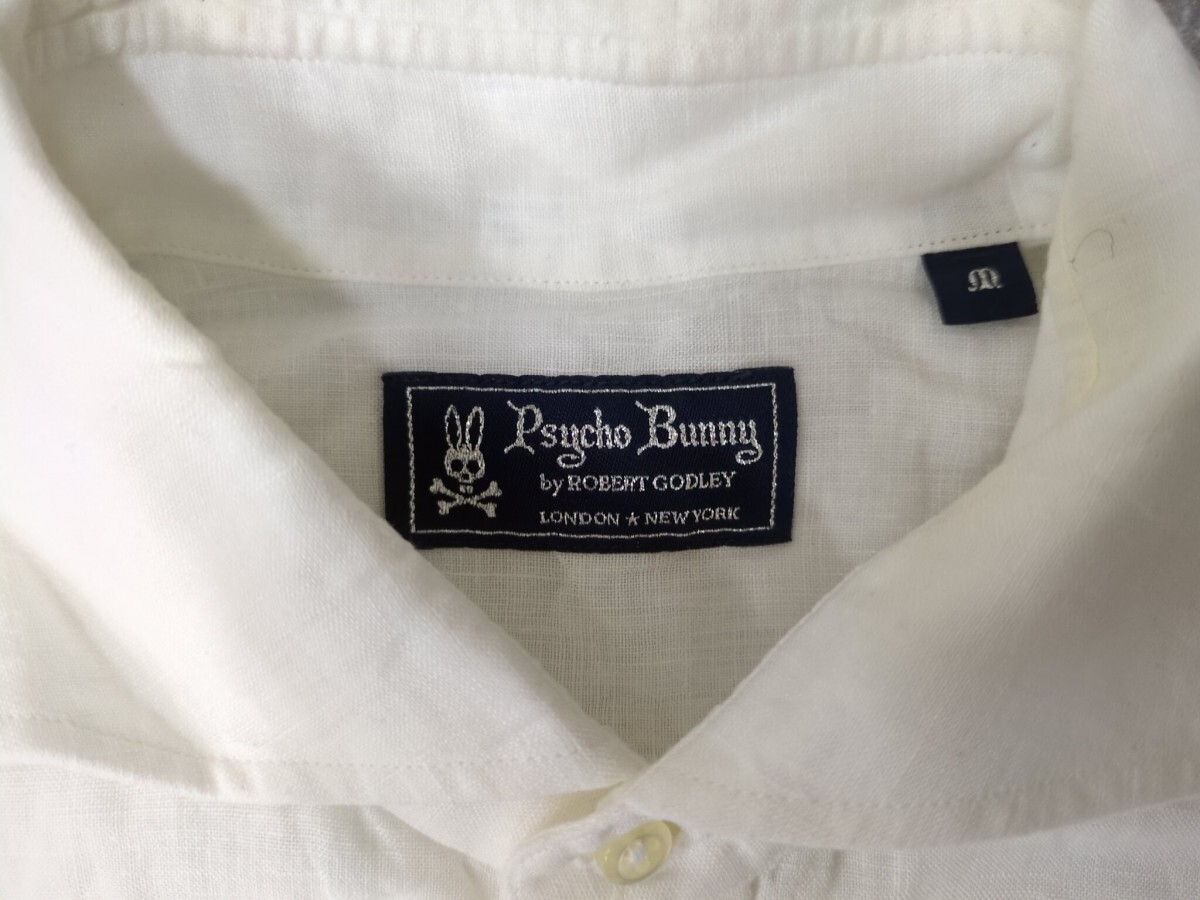 M
Psycho Bunny
by ROBERT GODLEY
LONDON ★ NEW YORK